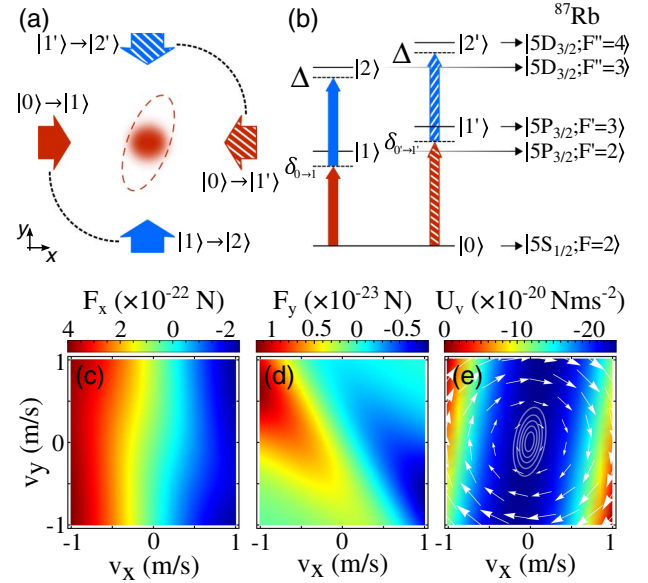 (a)
|1'⟩→|2'⟩
|0⟩→|1⟩
|0⟩→|1'⟩
|1⟩→|2⟩
y
x
(b)
⁸⁷Rb
|2'⟩
|5D₃/₂;F''=4⟩
Δ
|2⟩
Δ
|5D₃/₂;F''=3⟩
|1'⟩
|5P₃/₂;F'=3⟩
|1⟩
δ₀→₁
δ₀'→₁'
|5P₃/₂;F'=2⟩
|0⟩
|5S₁/₂;F=2⟩
Fₓ (×10⁻²² N)
4 2 0 -2
F_y (×10⁻²³ N)
1 0.5 0 -0.5
Uᵥ (×10⁻²⁰ Nms⁻²)
0 -10 -20
(c)
(d)
(e)
1
0
-1
v_y (m/s)
-1 0 1
-1 0 1
-1 0 1
vₓ (m/s)
vₓ (m/s)
vₓ (m/s)